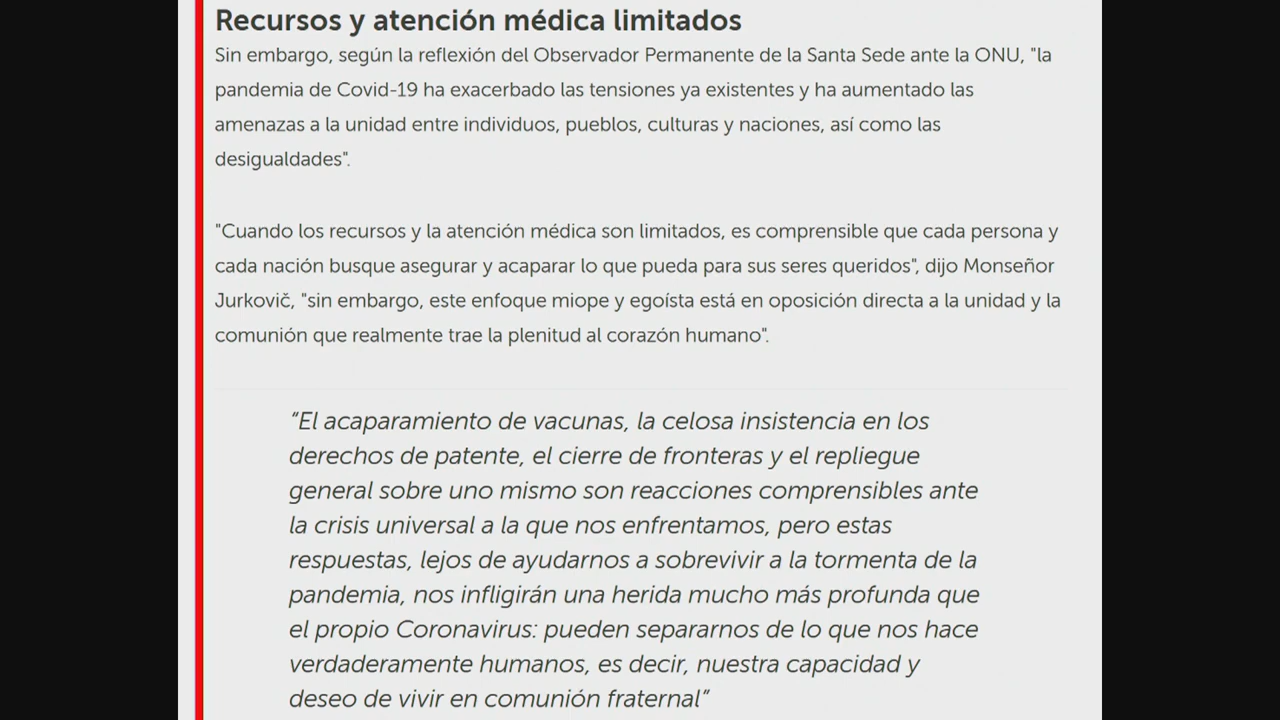 Recursos y atención médica limitados
Sin embargo, según la reflexión del Observador Permanente de la Santa Sede ante la ONU, "la
pandemia de Covid-19 ha exacerbado las tensiones ya existentes y ha aumentado las
amenazas a la unidad entre individuos, pueblos, culturas y naciones, así como las
desigualdades".
"Cuando los recursos y la atención médica son limitados, es comprensible que cada persona y
cada nación busque asegurar y acaparar lo que pueda para sus seres queridos", dijo Monseñor
Jurkovič, "sin embargo, este enfoque miope y egoísta está en oposición directa a la unidad y la
comunión que realmente trae la plenitud al corazón humano".
“El acaparamiento de vacunas, la celosa insistencia en los
derechos de patente, el cierre de fronteras y el repliegue
general sobre uno mismo son reacciones comprensibles ante
la crisis universal a la que nos enfrentamos, pero estas
respuestas, lejos de ayudarnos a sobrevivir a la tormenta de la
pandemia, nos infligirán una herida mucho más profunda que
el propio Coronavirus: pueden separarnos de lo que nos hace
verdaderamente humanos, es decir, nuestra capacidad y
deseo de vivir en comunión fraternal”